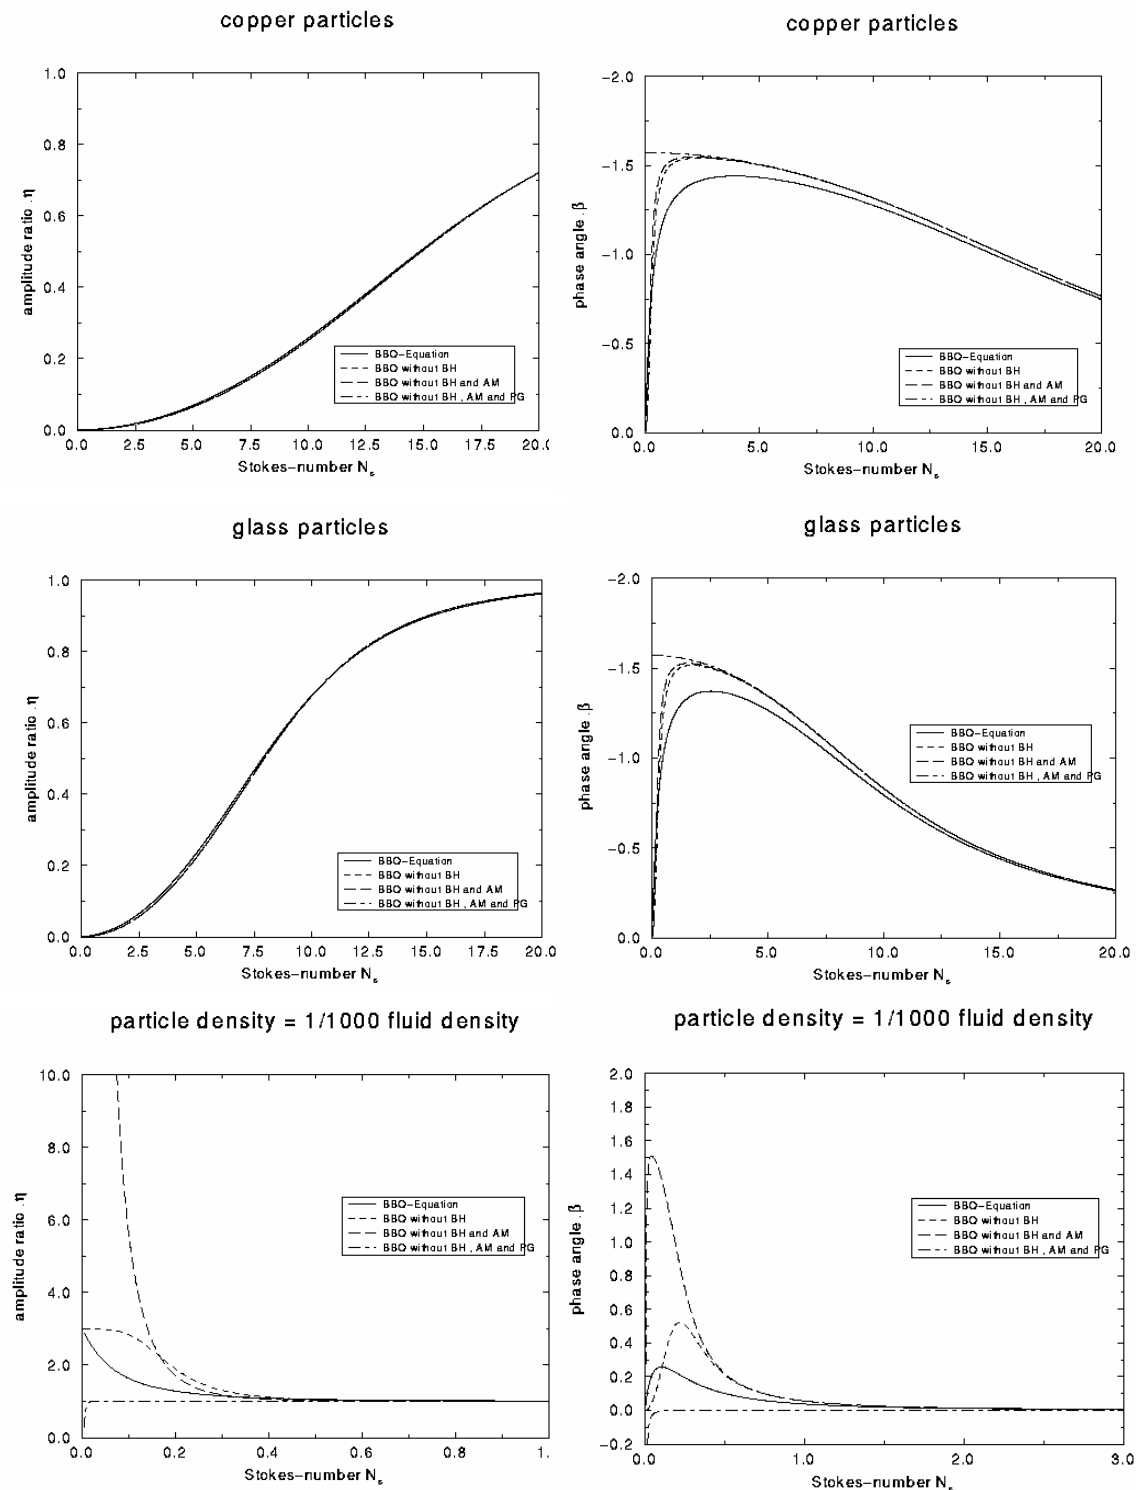 copper particles
1.0
0.8
0.6
0.4
0.2
0.0
amplitude ratio .η
BBO-Equation
BBO without BH
BBO without BH and AM
BBO without BH , AM and PG
0.0 2.5 5.0 7.5 10.0 12.5 15.0 17.5 20.0
Stokes-number Ns
copper particles
-2.0
-1.5
-1.0
-0.5
0.0
phase angle .β
BBO-Equation
BBO without BH
BBO without BH and AM
BBO without BH , AM and PG
0.0 5.0 10.0 15.0 20.0
Stokes-number Ns
glass particles
1.0
0.8
0.6
0.4
0.2
0.0
amplitude ratio .η
BBO-Equation
BBO without BH
BBO without BH and AM
BBO without BH , AM and PG
0.0 2.5 5.0 7.5 10.0 12.5 15.0 17.5 20.0
Stokes-number Ns
glass particles
-2.0
-1.5
-1.0
-0.5
0.0
phase angle .β
BBO-Equation
BBO without BH
BBO without BH and AM
BBO without BH , AM and PG
0.0 5.0 10.0 15.0 20.0
Stokes-number Ns
particle density = 1/1000 fluid density
10.0
8.0
6.0
4.0
2.0
0.0
amplitude ratio .η
BBO-Equation
BBO without BH
BBO without BH and AM
BBO without BH , AM and PG
0.0 0.2 0.4 0.6 0.8 1.
Stokes-number Ns
particle density = 1/1000 fluid density
2.0
1.8
1.6
1.4
1.2
1.0
0.8
0.6
0.4
0.2
0.0
-0.2
phase angle .β
BBO-Equation
BBO without BH
BBO without BH and AM
BBO without BH , AM and PG
0.0 1.0 2.0 3.0
Stokes-number Ns